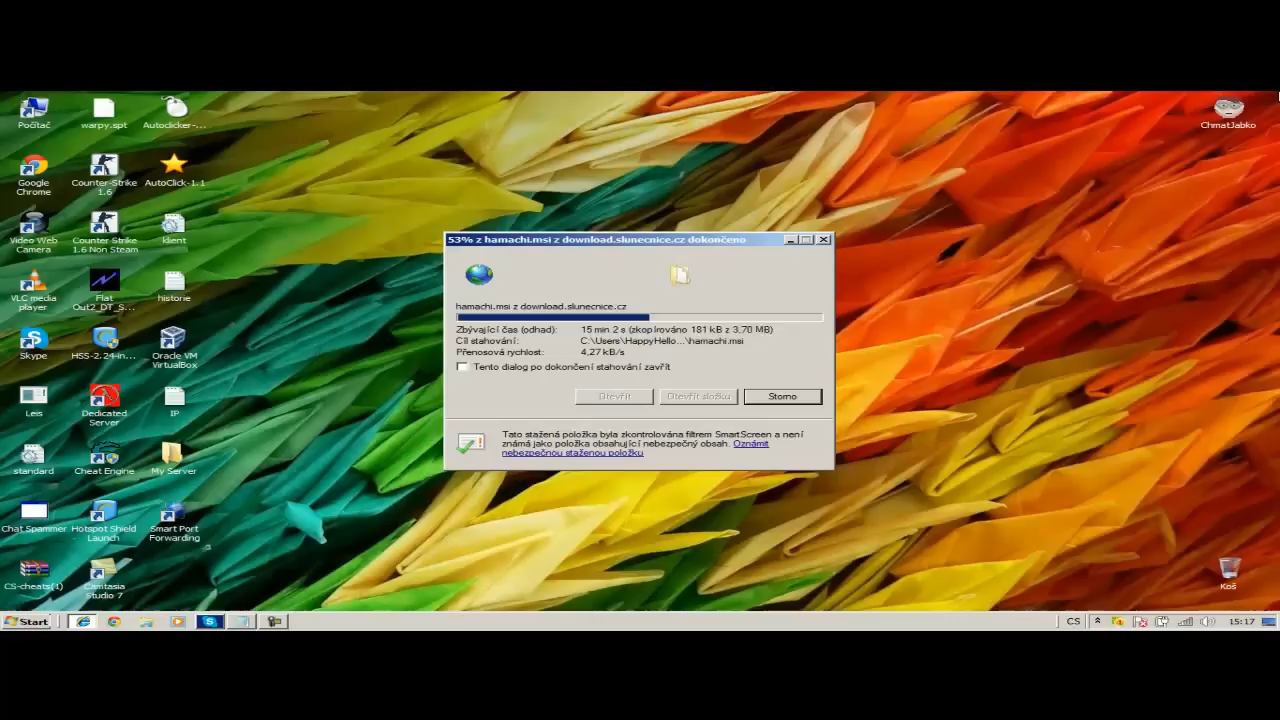 Počítač
warpy.spt
Autoclicker-...
ChmatJabko
Google
Chrome
Counter-Strike
1.6
AutoClick-1.1
Video Web
Camera
Counter Strike
1.6 Non Steam
klient
VLC media
player
Flat
Out2_DT_S...
historie
Skype
HSS-2.24-in...
Oracle VM
VirtualBox
Leis
Dedicated
Server
IP
standard
Cheat Engine
My Server
Chat Spammer
Hotspot Shield
Launch
Smart Port
Forwarding
CS-cheats(1)
Camtasia
Studio 7
Koš
53% z hamachi.msi z download.slunecnice.cz dokončeno
hamachi.msi z download.slunecnice.cz
Zbývající čas (odhad): 15 min 2 s (zkopírováno 181 kB z 3,70 MB)
Cíl stahování: C:\Users\HappyHello...\hamachi.msi
Přenosová rychlost: 4,27 kB/s
Tento dialog po dokončení stahování zavřít
Otevřít Otevřít složku Storno
Tato stažená položka byla zkontrolována filtrem SmartScreen a není
známá jako položka obsahující nebezpečný obsah. Oznámit
nebezpečnou staženou položku
Start CS 15:17